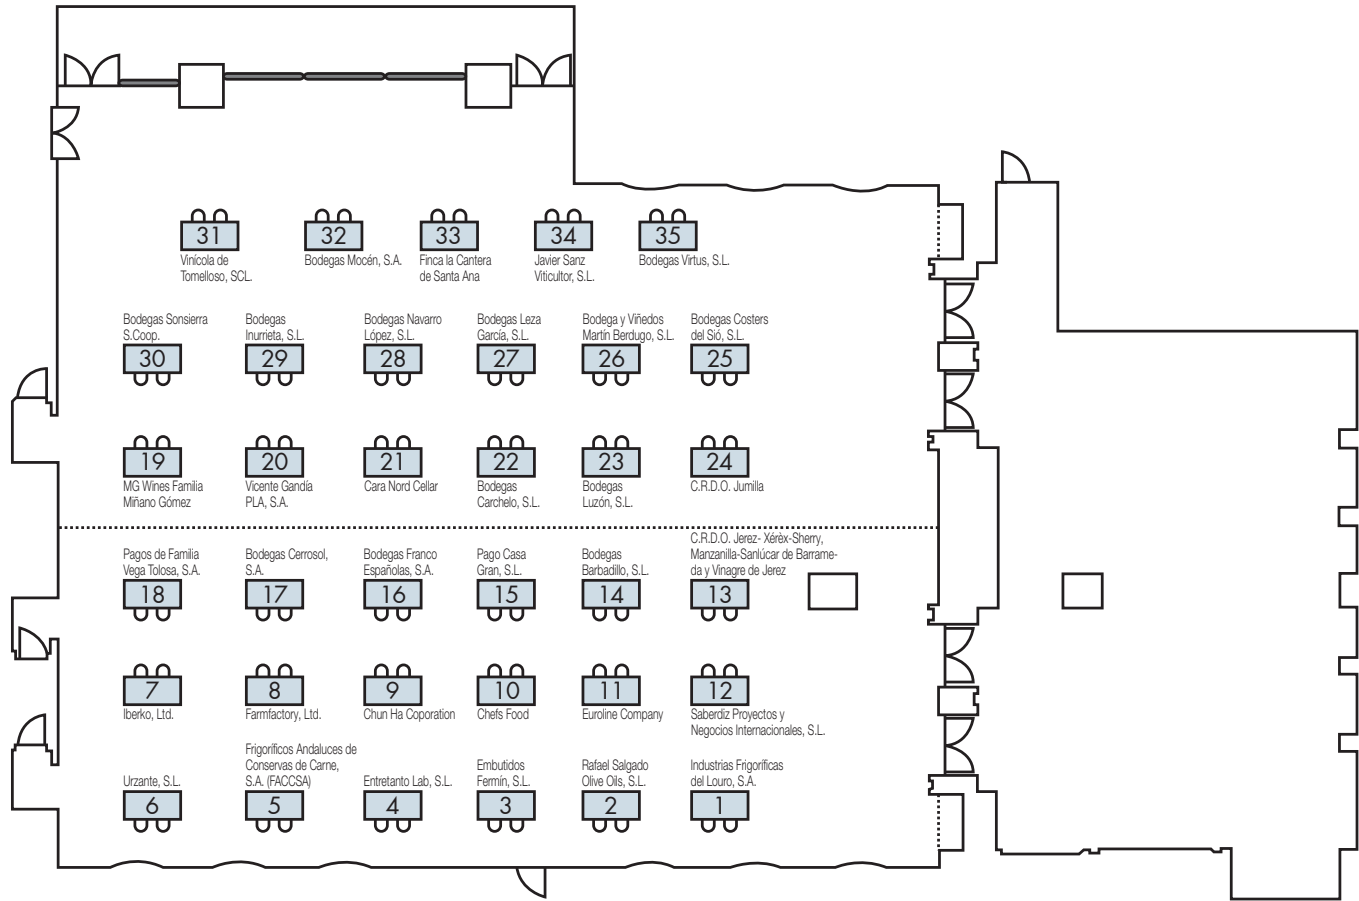 31
Vinícola de
Tomelloso, SCL.
32
Bodegas Mocén, S.A.
33
Finca la Cantera
de Santa Ana
34
Javier Sanz
Viticultor, S.L.
35
Bodegas Virtus, S.L.
Bodegas Sonsierra
S.Coop.
30
Bodegas
Inurrieta, S.L.
29
Bodegas Navarro
López, S.L.
28
Bodegas Leza
García, S.L.
27
Bodega y Viñedos
Martín Berdugo, S.L.
26
Bodegas Costers
del Sió, S.L.
25
19
MG Wines Familia
Miñano Gómez
20
Vicente Gandía
PLA, S.A.
21
Cara Nord Cellar
22
Bodegas
Carchelo, S.L.
23
Bodegas
Luzón, S.L.
24
C.R.D.O. Jumilla
Pagos de Familia
Vega Tolosa, S.A.
18
Bodegas Cerrosol,
S.A.
17
Bodegas Franco
Españolas, S.A.
16
Pago Casa
Gran, S.L.
15
Bodegas
Barbadillo, S.L.
14
C.R.D.O. Jerez- Xérèx-Sherry,
Manzanilla-Sanlúcar de Barrame-
da y Vinagre de Jerez
13
7
Iberko, Ltd.
8
Farmfactory, Ltd.
9
Chun Ha Coporation
10
Chefs Food
11
Euroline Company
12
Saberdiz Proyectos y
Negocios Internacionales, S.L.
Urzante, S.L.
6
Frigoríficos Andaluces de
Conservas de Carne,
S.A. (FACCSA)
5
Entretanto Lab, S.L.
4
Embutidos
Fermín, S.L.
3
Rafael Salgado
Olive Oils, S.L.
2
Industrias Frigoríficas
del Louro, S.A.
1